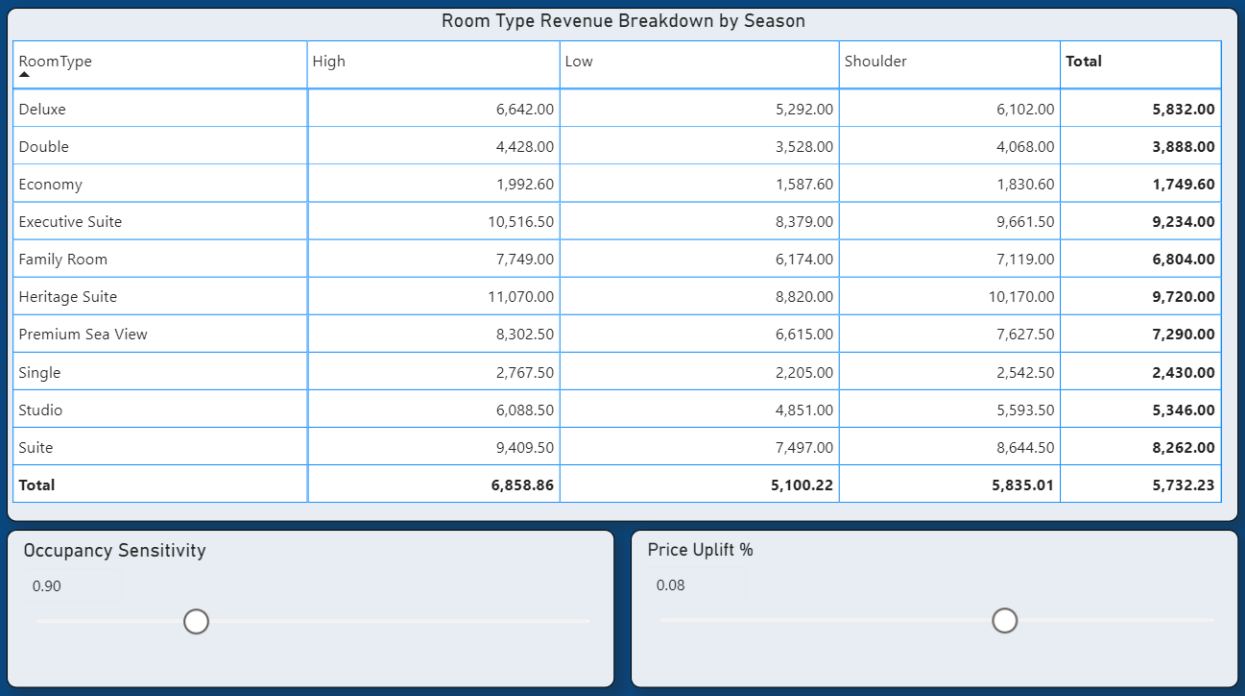 Room Type Revenue Breakdown by Season
RoomType High Low Shoulder Total
Deluxe 6,642.00 5,292.00 6,102.00 5,832.00
Double 4,428.00 3,528.00 4,068.00 3,888.00
Economy 1,992.60 1,587.60 1,830.60 1,749.60
Executive Suite 10,516.50 8,379.00 9,661.50 9,234.00
Family Room 7,749.00 6,174.00 7,119.00 6,804.00
Heritage Suite 11,070.00 8,820.00 10,170.00 9,720.00
Premium Sea View 8,302.50 6,615.00 7,627.50 7,290.00
Single 2,767.50 2,205.00 2,542.50 2,430.00
Studio 6,088.50 4,851.00 5,593.50 5,346.00
Suite 9,409.50 7,497.00 8,644.50 8,262.00
Total 6,858.86 5,100.22 5,835.01 5,732.23
Occupancy Sensitivity
0.90
Price Uplift %
0.08